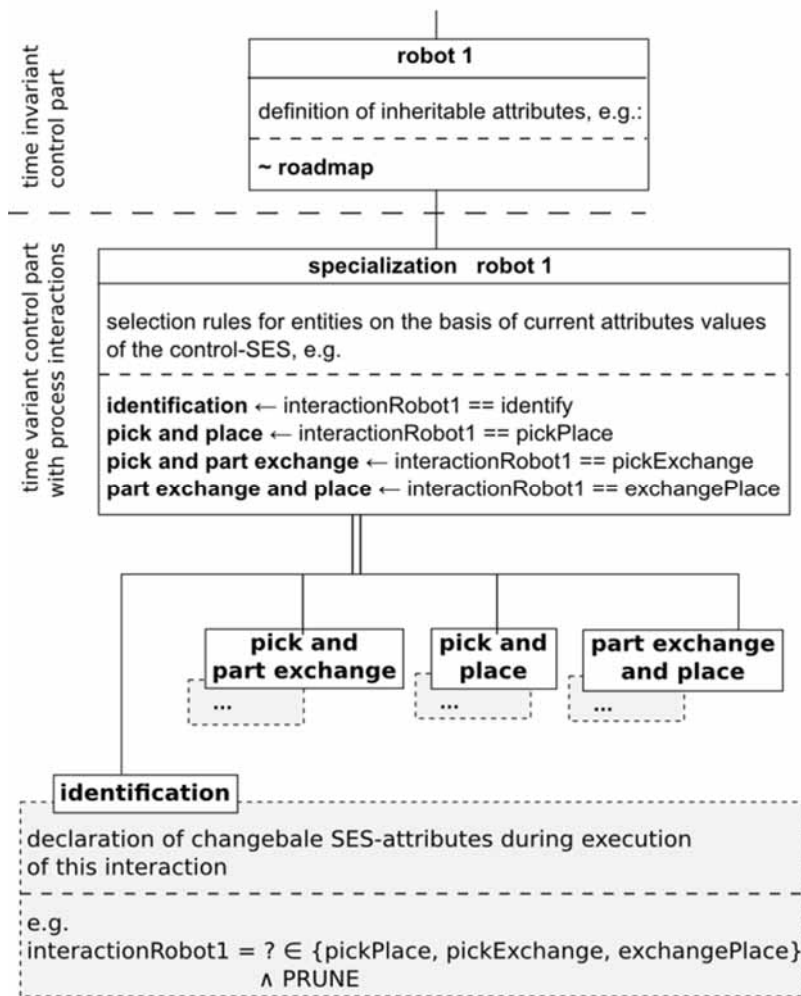 time invariant
control part
robot 1
definition of inheritable attributes, e.g.:
~ roadmap
time variant control part
with process interactions
specialization robot 1
selection rules for entities on the basis of current attributes values
of the control-SES, e.g.
identification ← interactionRobot1 == identify
pick and place ← interactionRobot1 == pickPlace
pick and part exchange ← interactionRobot1 == pickExchange
part exchange and place ← interactionRobot1 == exchangePlace
pick and
part exchange
...
pick and
place
...
part exchange
and place
...
identification
declaration of changebale SES-attributes during execution
of this interaction
e.g.
interactionRobot1 = ? ∈ {pickPlace, pickExchange, exchangePlace}
∧ PRUNE